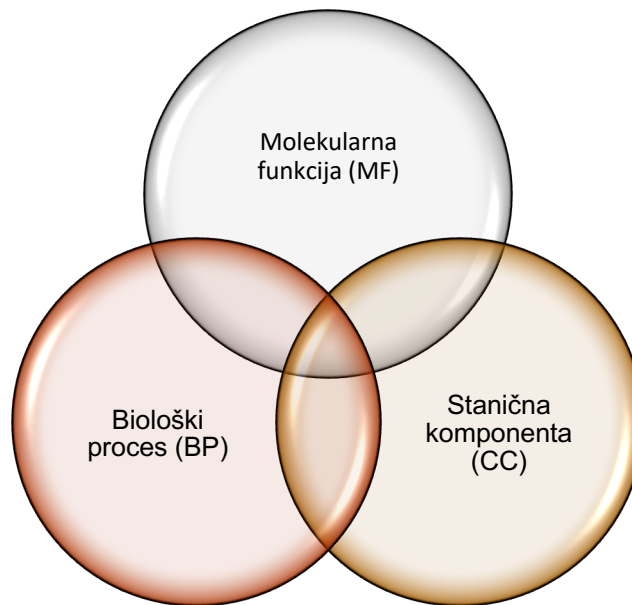 Molekularna
funkcija (MF)
Biološki
proces (BP)
Stanična
komponenta
(CC)